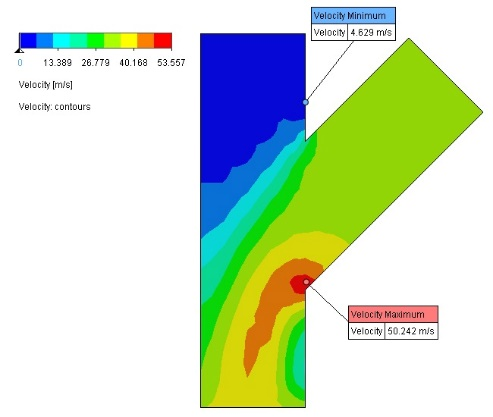 0 13.389 26.779 40.168 53.557
Velocity [m/s]
Velocity: contours
Velocity Minimum
Velocity 4.629 m/s
Velocity Maximum
Velocity 50.242 m/s